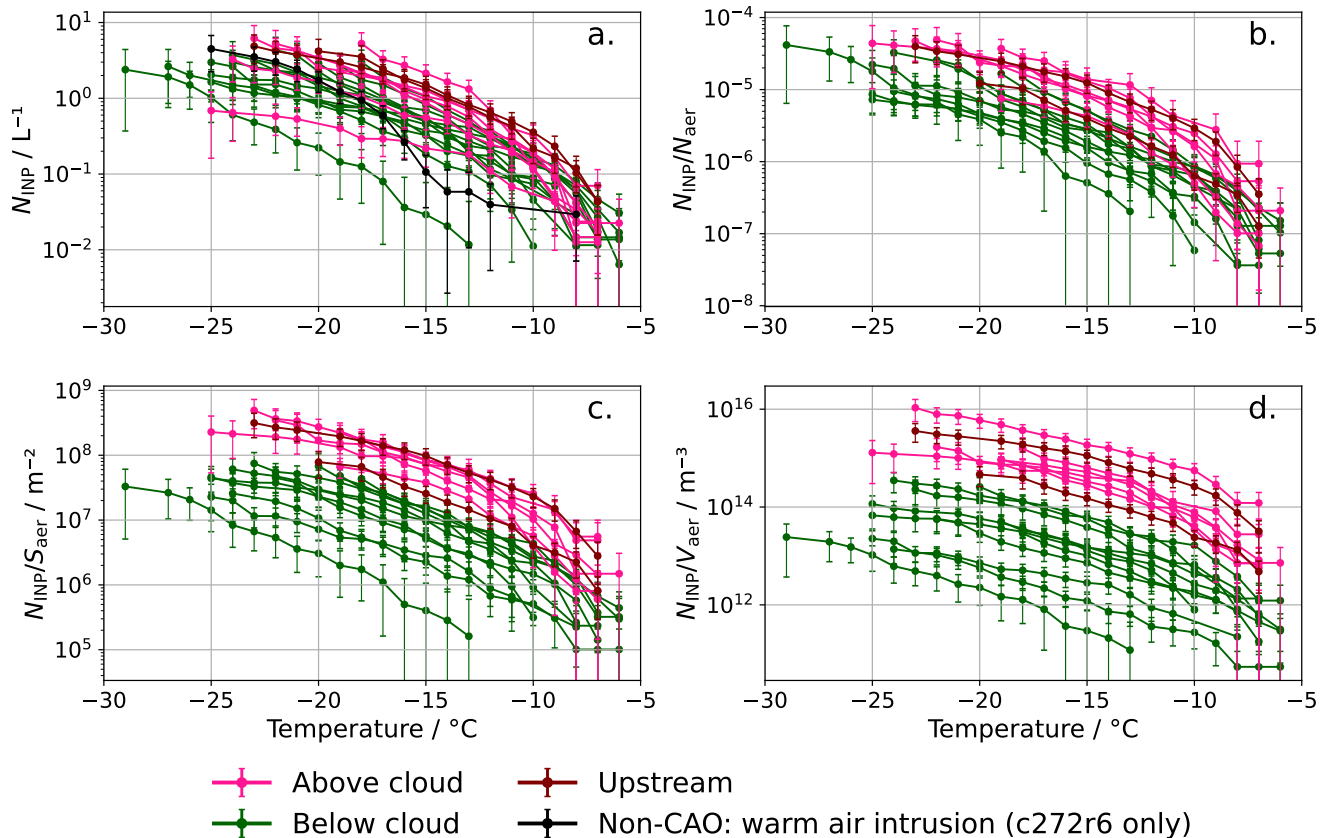 a.
b.
N_INP / L⁻¹
10¹
10⁰
10⁻¹
10⁻²
−30 −25 −20 −15 −10 −5
N_INP/N_aer
10⁻⁴
10⁻⁵
10⁻⁶
10⁻⁷
10⁻⁸
−30 −25 −20 −15 −10 −5
c.
d.
N_INP/S_aer / m⁻²
10⁹
10⁸
10⁷
10⁶
10⁵
−30 −25 −20 −15 −10 −5
Temperature / °C
N_INP/V_aer / m⁻³
10¹⁶
10¹⁴
10¹²
−30 −25 −20 −15 −10 −5
Temperature / °C
Above cloud
Upstream
Below cloud
Non-CAO: warm air intrusion (c272r6 only)